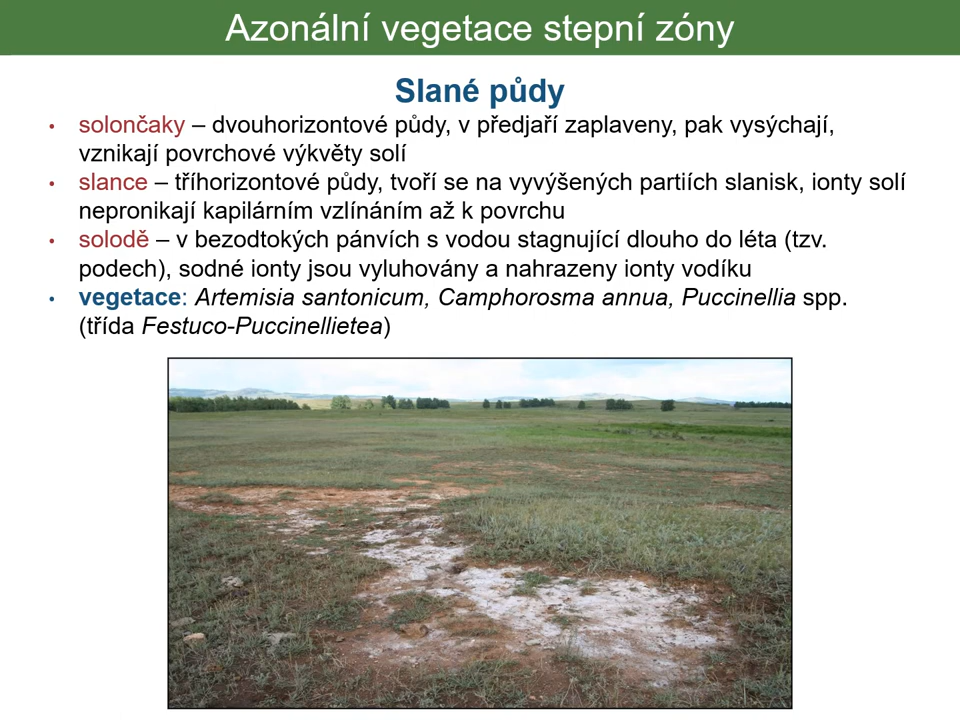 Azonální vegetace stepní zóny
Slané půdy
• solončaky – dvouhorizontové půdy, v předjaří zaplaveny, pak vysýchají,
vznikají povrchové výkvěty solí
• slance – tříhorizontové půdy, tvoří se na vyvýšených partiích slanisk, ionty solí
nepronikají kapilárním vzlínáním až k povrchu
• solodě – v bezodtokých pánvích s vodou stagnující dlouho do léta (tzv.
podech), sodné ionty jsou vyluhovány a nahrazeny ionty vodíku
• vegetace: Artemisia santonicum, Camphorosma annua, Puccinellia spp.
(třída Festuco-Puccinellietea)